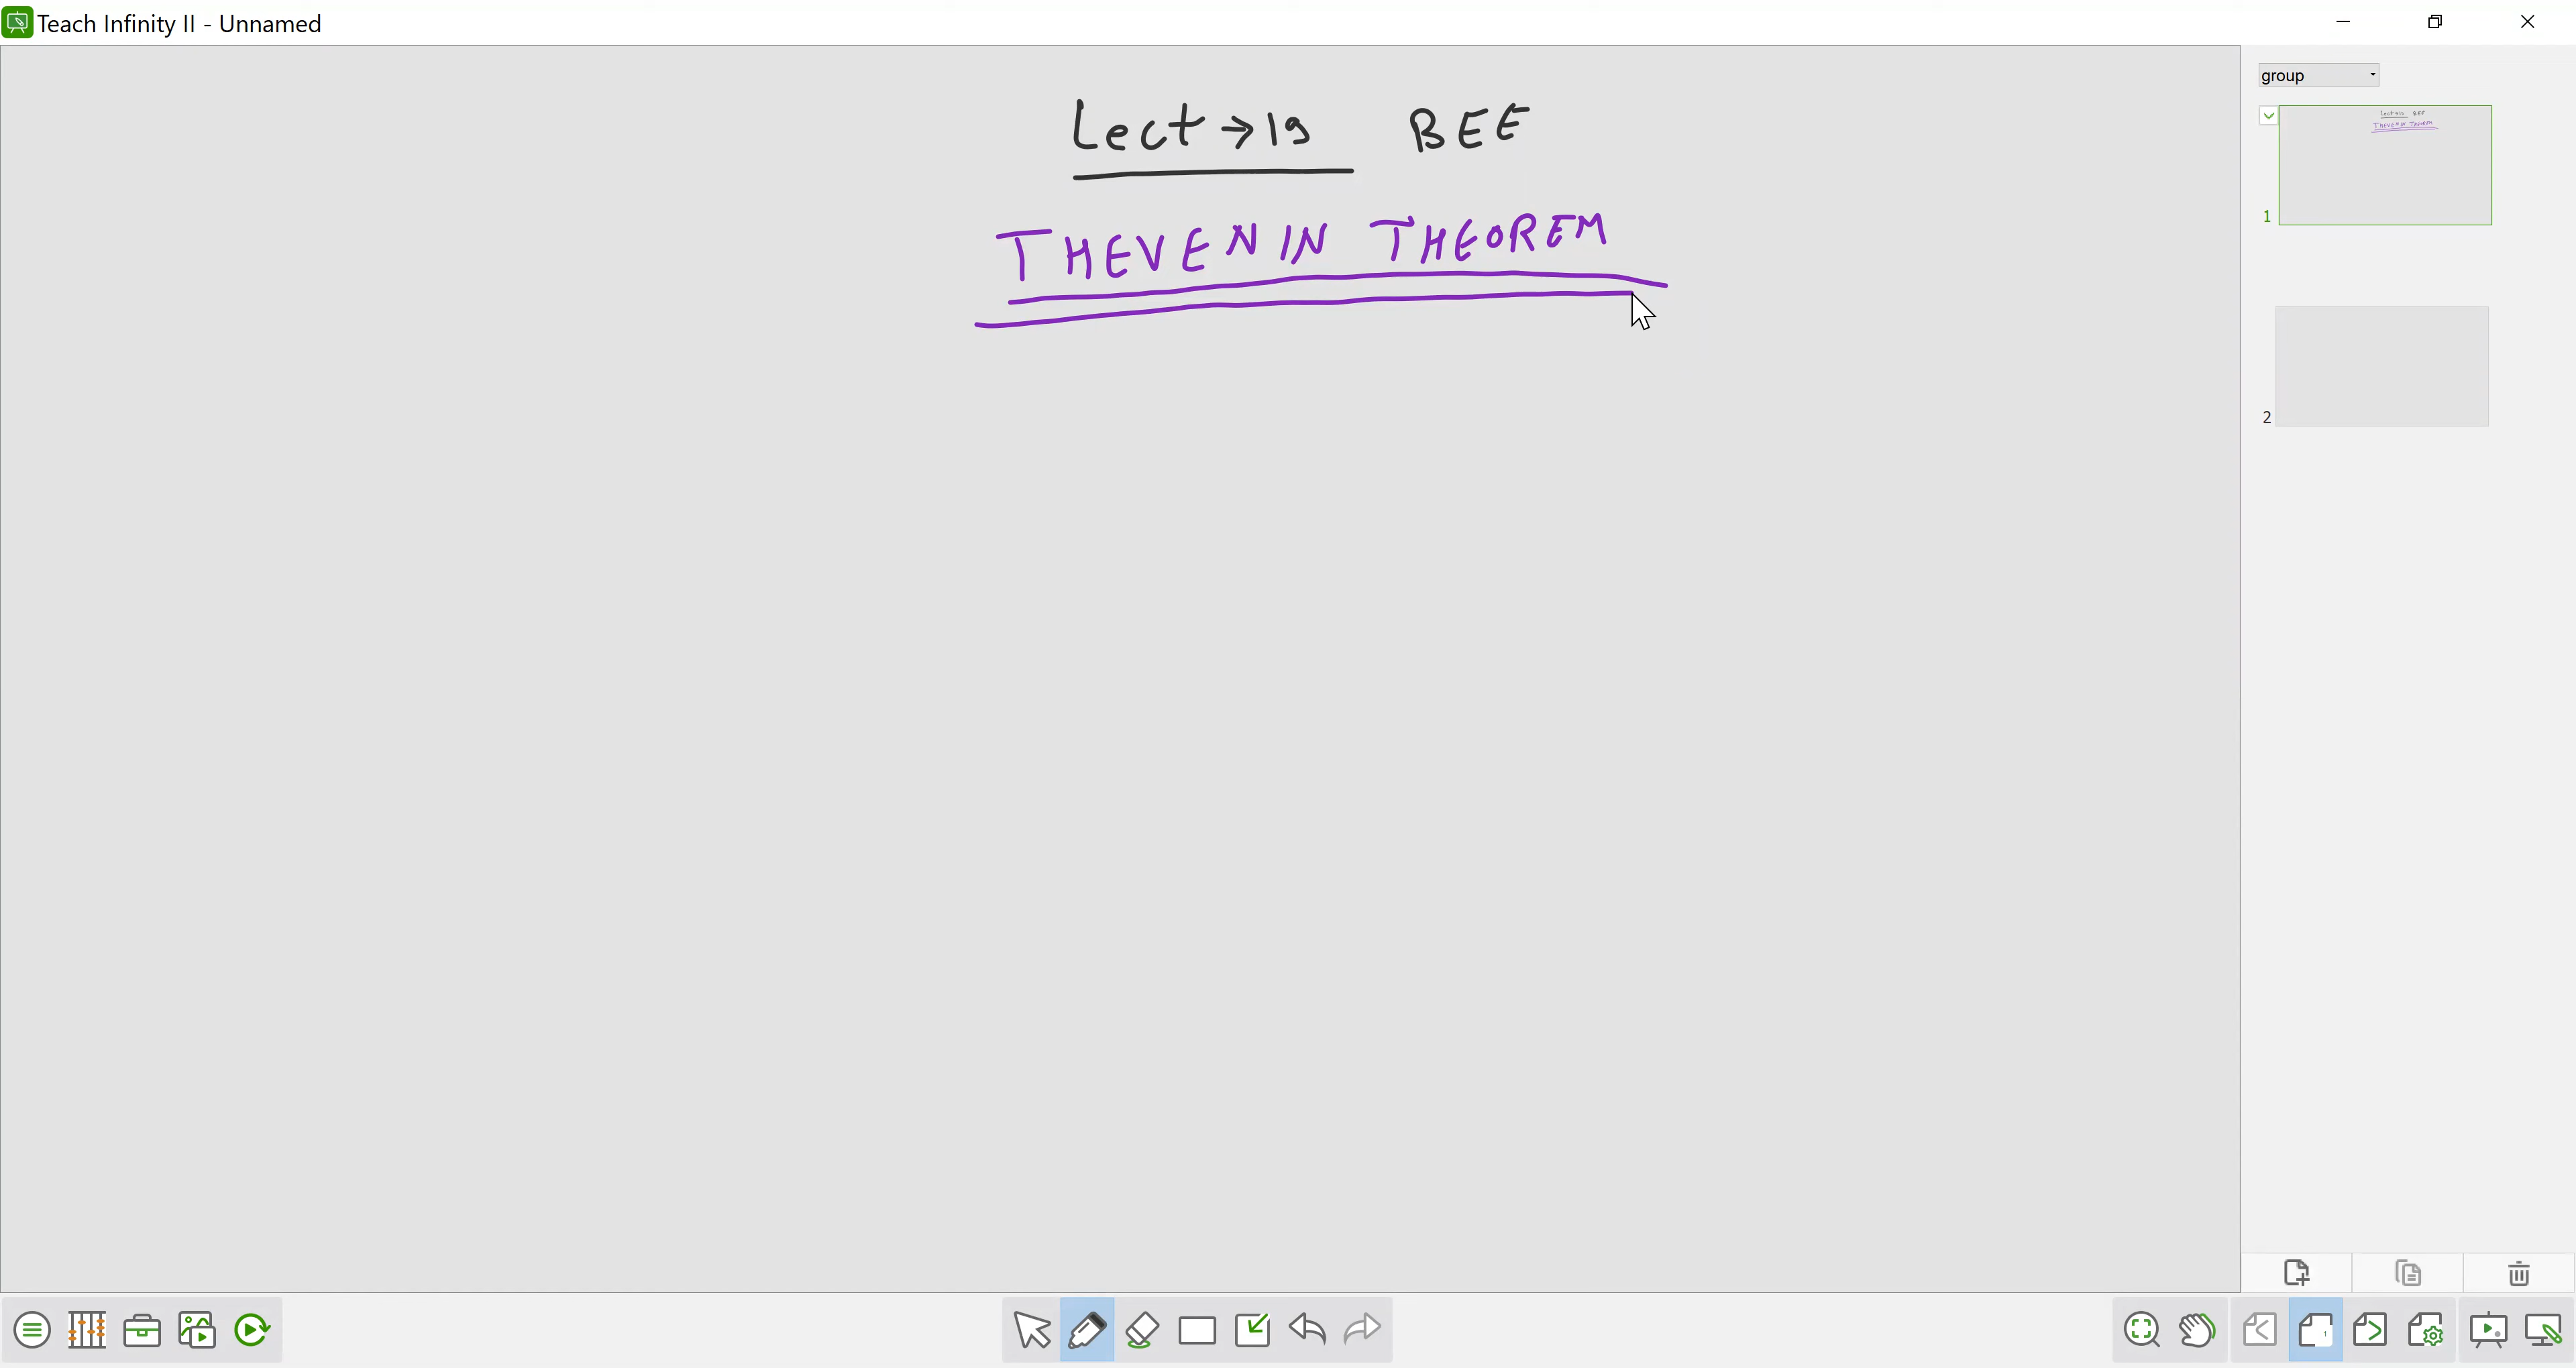 Teach Infinity II - Unnamed
group
Lect → 19 BEE
THEVENIN THEOREM
1
2